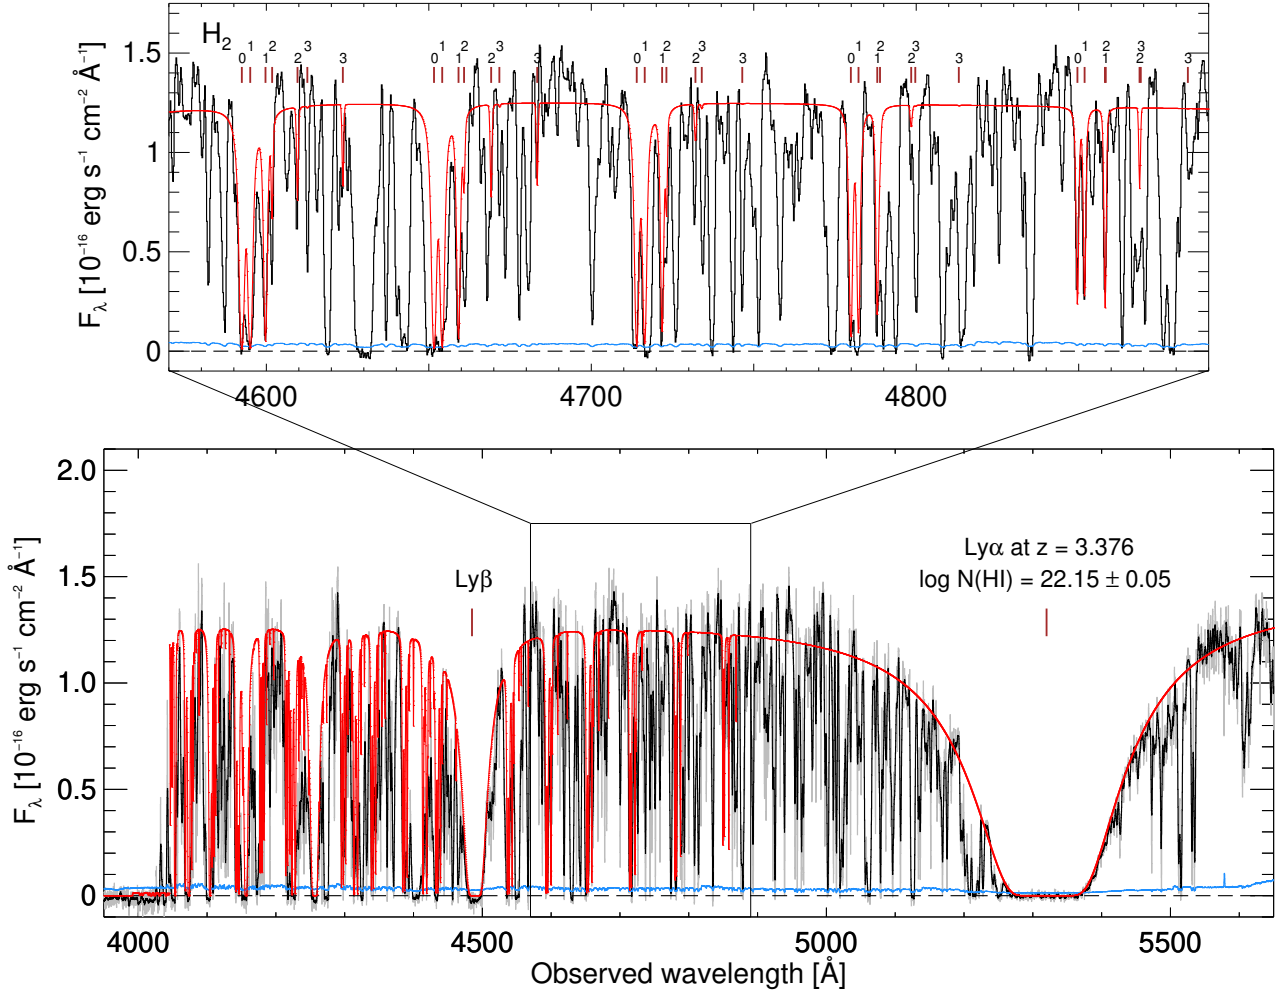 H₂
0 1 1 2 2 3 3 0 1 1 2 2 3 3 0 1 1 2 2 3 3 0 1 1 2 2 3 3 0 1 1 2 2 3 3
F_λ [10⁻¹⁶ erg s⁻¹ cm⁻² Å⁻¹]
1.5
1
0.5
0
4600 4700 4800
F_λ [10⁻¹⁶ erg s⁻¹ cm⁻² Å⁻¹]
2.0
1.5
1.0
0.5
0
Lyβ
Lyα at z = 3.376
log N(HI) = 22.15 ± 0.05
4000 4500 5000 5500
Observed wavelength [Å]